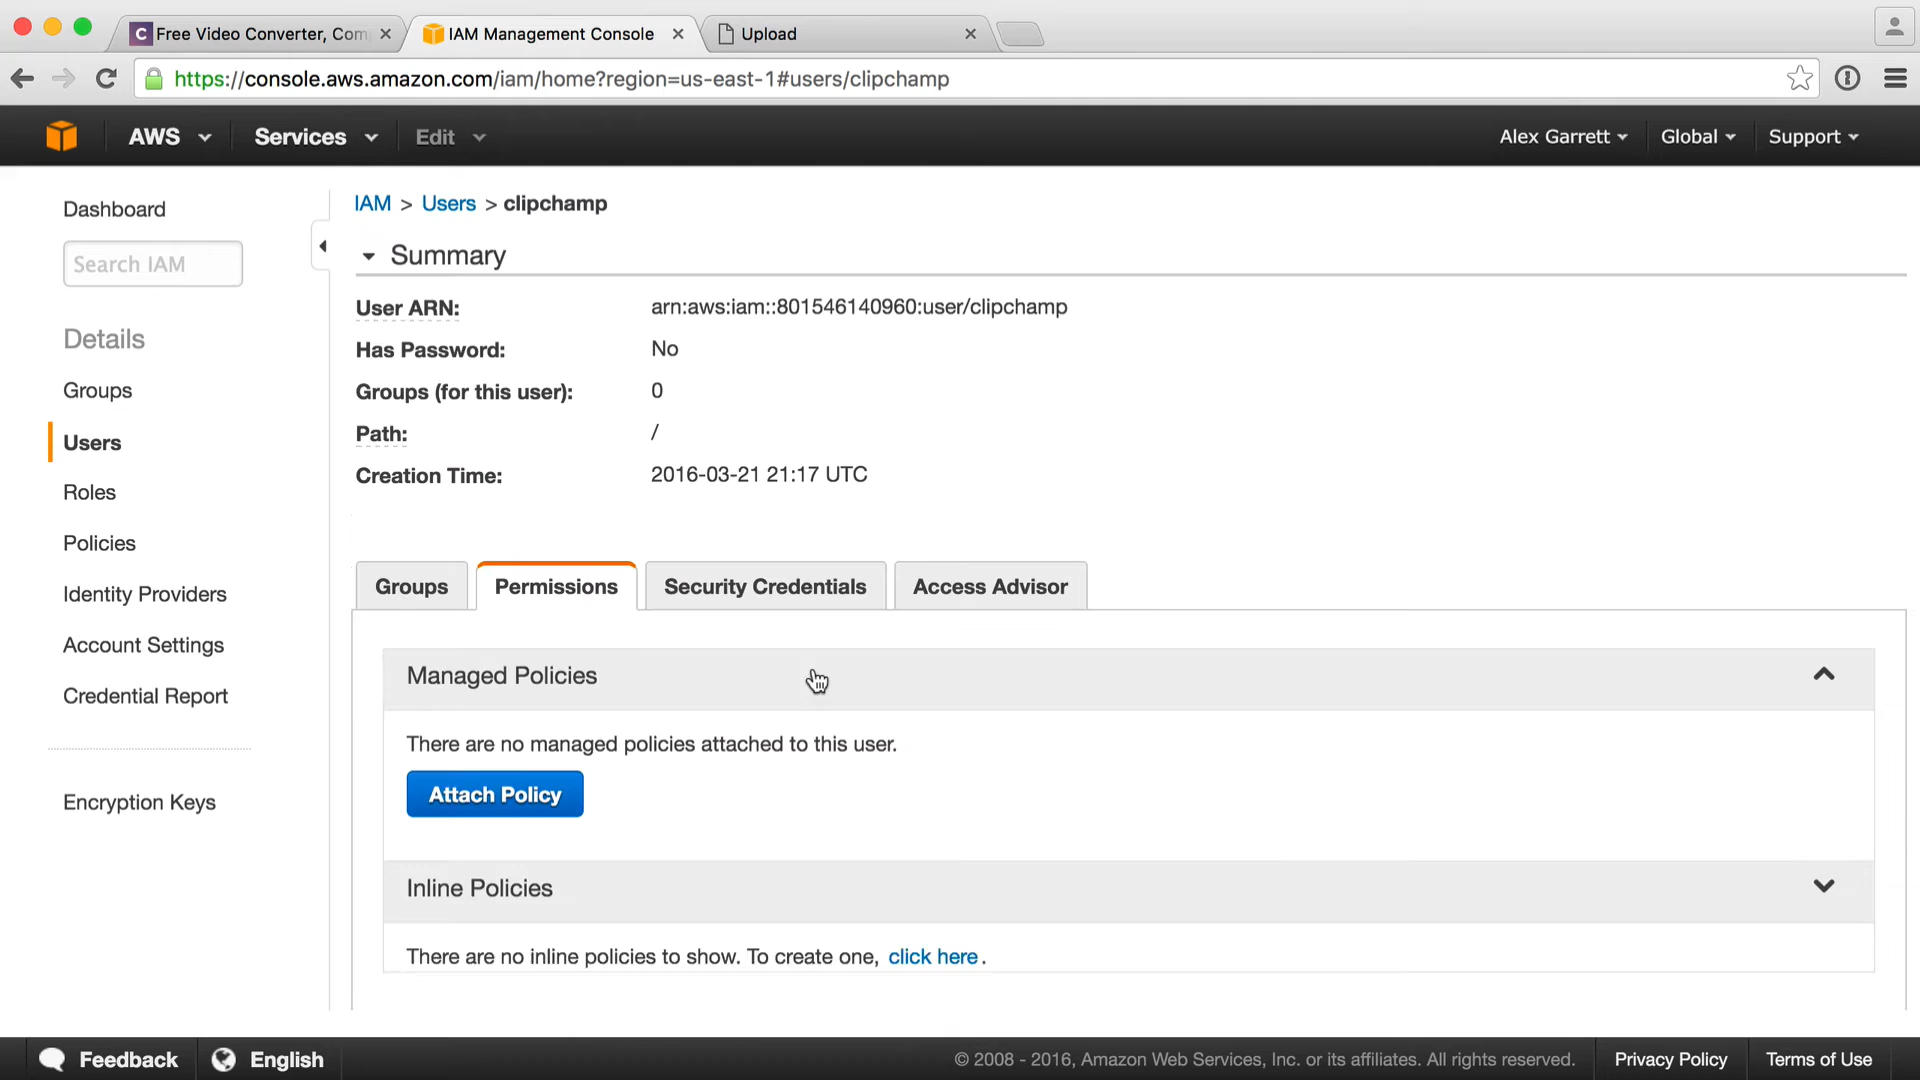 C Free Video Converter, Com
IAM Management Console
Upload
https://console.aws.amazon.com/iam/home?region=us-east-1#users/clipchamp
AWS
Services
Edit
Alex Garrett
Global
Support
Dashboard
Search IAM
Details
Groups
Users
Roles
Policies
Identity Providers
Account Settings
Credential Report
Encryption Keys
IAM > Users > clipchamp
Summary
User ARN: arn:aws:iam::801546140960:user/clipchamp
Has Password: No
Groups (for this user): 0
Path: /
Creation Time: 2016-03-21 21:17 UTC
Groups
Permissions
Security Credentials
Access Advisor
Managed Policies
There are no managed policies attached to this user.
Attach Policy
Inline Policies
There are no inline policies to show. To create one, click here.
Feedback
English
© 2008 - 2016, Amazon Web Services, Inc. or its affiliates. All rights reserved.
Privacy Policy
Terms of Use